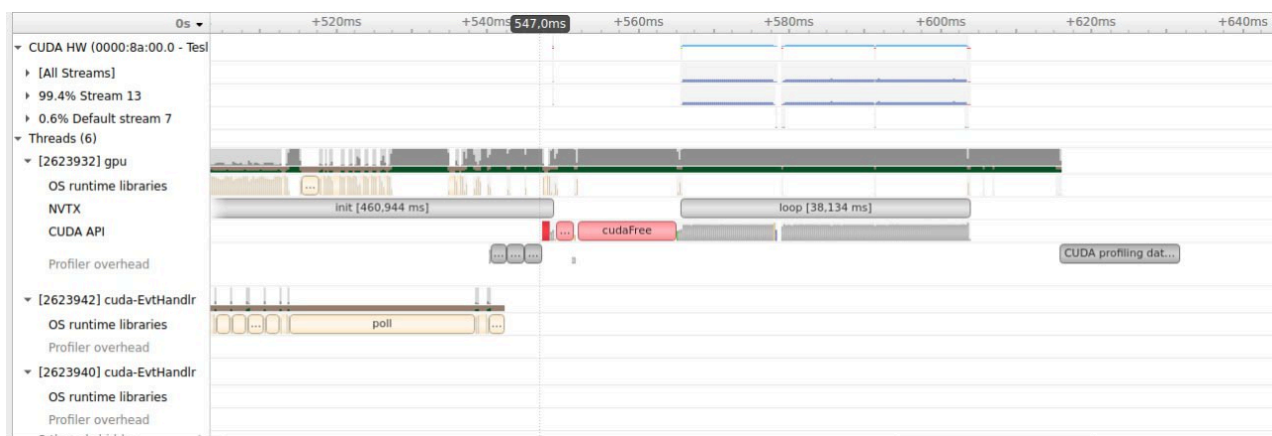 0s +520ms +540ms 547,0ms +560ms +580ms +600ms +620ms +640ms
CUDA HW (0000:8a:00.0 - Tesl
[All Streams]
99.4% Stream 13
0.6% Default stream 7
Threads (6)
[2623932] gpu
OS runtime libraries ...
NVTX init [460,944 ms] loop [38,134 ms]
CUDA API ... cudaFree
Profiler overhead ... ... ... CUDA profiling dat...
[2623942] cuda-EvtHandlr
OS runtime libraries ... poll ...
Profiler overhead
[2623940] cuda-EvtHandlr
OS runtime libraries
Profiler overhead